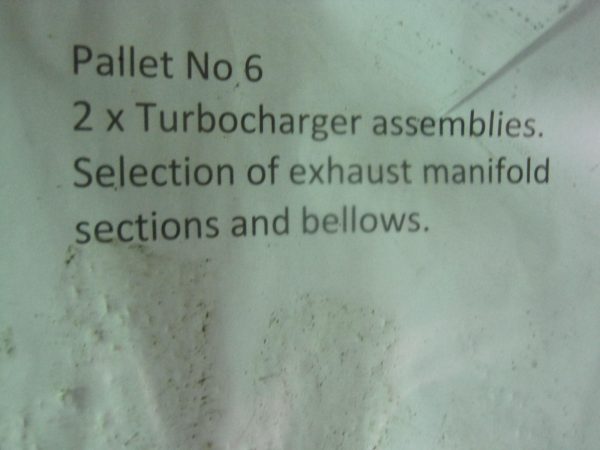 Pallet No 6
2 x Turbocharger assemblies.
Selection of exhaust manifold
sections and bellows.